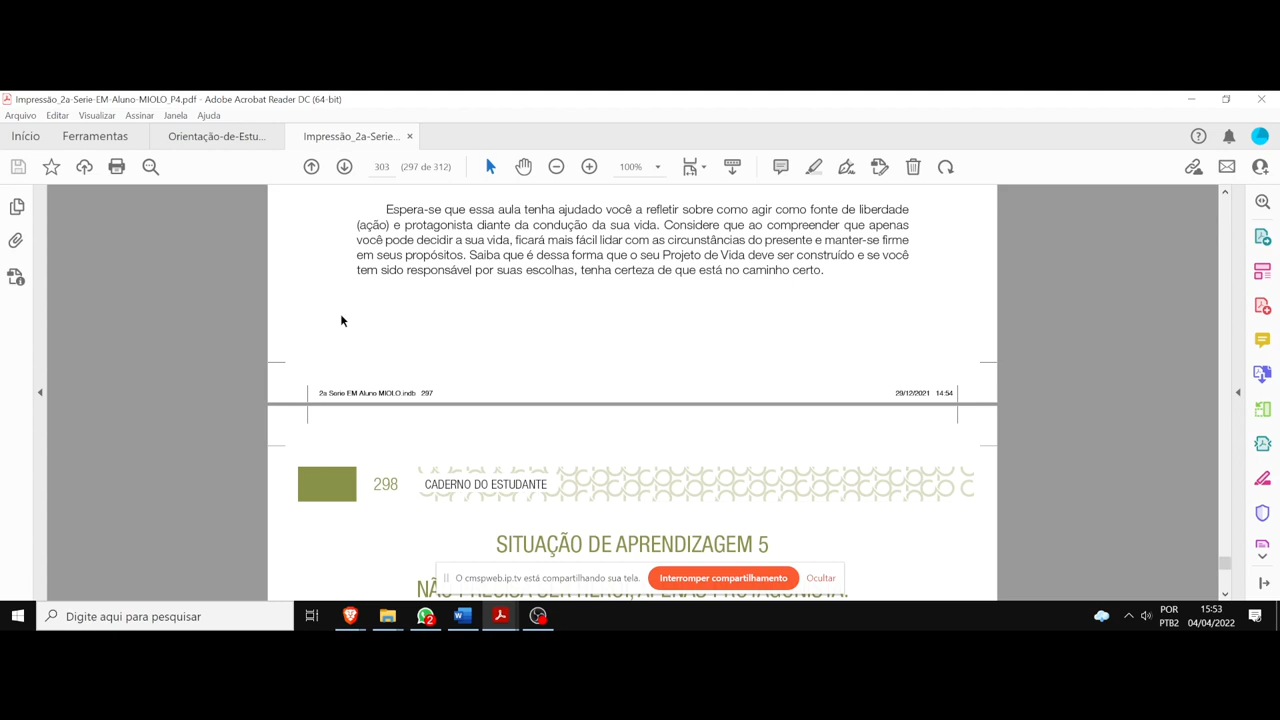 Impressão_2a-Serie-EM-Aluno-MIOLO_P4.pdf - Adobe Acrobat Reader DC (64-bit)
Arquivo Editar Visualizar Assinar Janela Ajuda
Início Ferramentas Orientação-de-Estu... Impressão_2a-Serie... ×
303 (297 de 312) 100%
Espera-se que essa aula tenha ajudado você a refletir sobre como agir como fonte de liberdade
(ação) e protagonista diante da condução da sua vida. Considere que ao compreender que apenas
você pode decidir a sua vida, ficará mais fácil lidar com as circunstâncias do presente e manter-se firme
em seus propósitos. Saiba que é dessa forma que o seu Projeto de Vida deve ser construído e se você
tem sido responsável por suas escolhas, tenha certeza de que está no caminho certo.
2a Serie EM Aluno MIOLO.indb 297 29/12/2021 14:54
298 CADERNO DO ESTUDANTE
SITUAÇÃO DE APRENDIZAGEM 5
O cmspweb.ip.tv está compartilhando sua tela. Interromper compartilhamento Ocultar
NÃO PRECISA SER HERÓI, APENAS PROTAGONISTA.
Digite aqui para pesquisar 2 POR 15:53
PTB2 04/04/2022